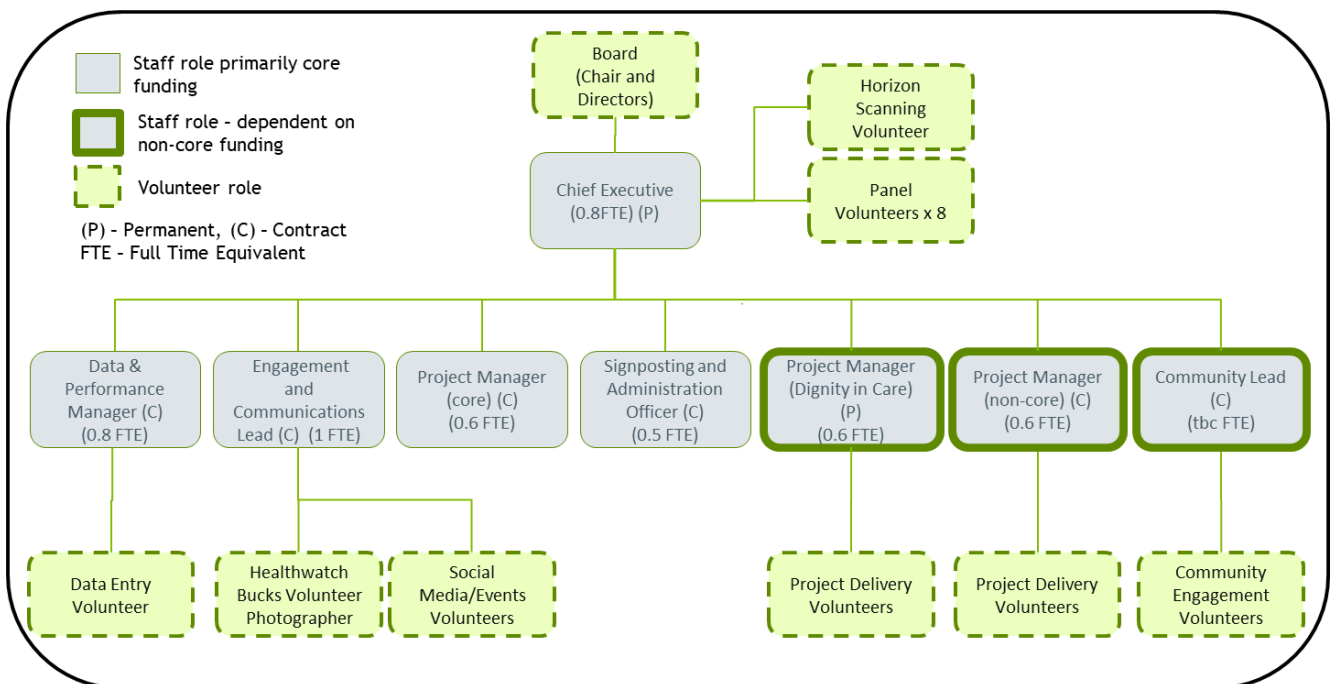 Staff role primarily core
funding
Staff role – dependent on
non-core funding
Volunteer role
(P) – Permanent, (C) – Contract
FTE – Full Time Equivalent
Board
(Chair and
Directors)
Horizon
Scanning
Volunteer
Chief Executive
(0.8FTE) (P)
Panel
Volunteers x 8
Data &
Performance
Manager (C)
(0.8 FTE)
Engagement
and
Communications
Lead (C) (1 FTE)
Project Manager
(core) (C)
(0.6 FTE)
Signposting and
Administration
Officer (C)
(0.5 FTE)
Project Manager
(Dignity in Care)
(P)
(0.6 FTE)
Project Manager
(non-core) (C)
(0.6 FTE)
Community Lead
(C)
(tbc FTE)
Data Entry
Volunteer
Healthwatch
Bucks Volunteer
Photographer
Social
Media/Events
Volunteers
Project Delivery
Volunteers
Project Delivery
Volunteers
Community
Engagement
Volunteers